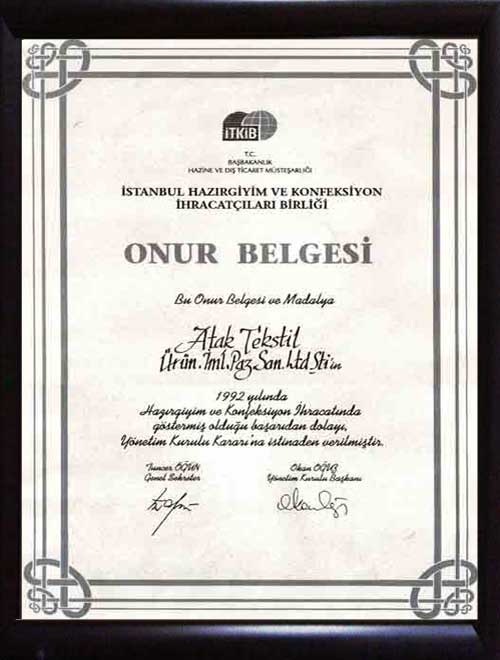 İTKİB
T.C.
BAŞBAKANLIK
HAZİNE VE DIŞ TİCARET MÜSTEŞARLIĞI
İSTANBUL HAZIRGİYİM VE KONFEKSİYON
İHRACATÇILARI BİRLİĞİ
ONUR BELGESİ
Bu Onur Belgesi ve Madalya
Atak Tekstil
Ürün. İml. Paz. San. Ltd. Şti'in
1992 yılında
Hazırgiyim ve Konfeksiyon İhracatında
göstermiş olduğu başarıdan dolayı,
Yönetim Kurulu Kararı'na istinaden verilmiştir.
Tuncer ÖĞÜN Okan OĞUZ
Genel Sekreter Yönetim Kurulu Başkanı